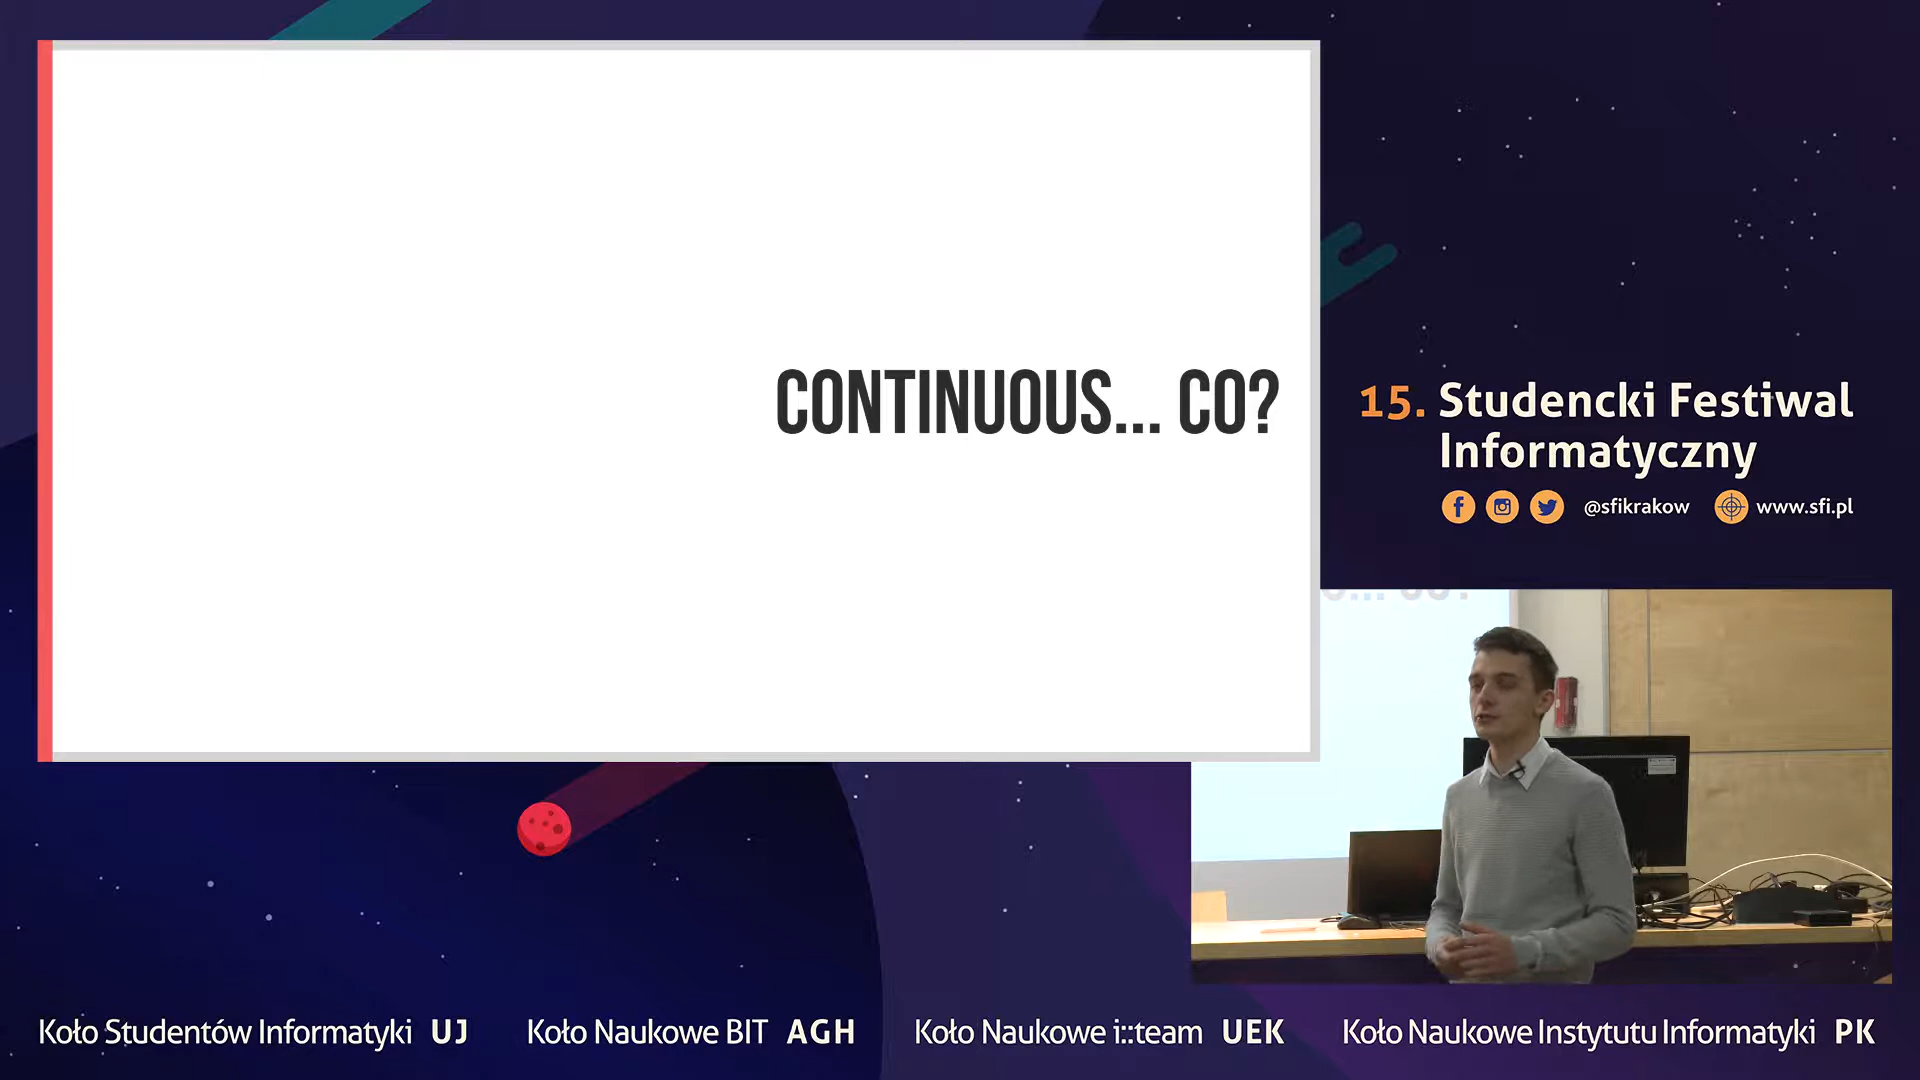 CONTINUOUS... CO?
15. Studencki Festiwal
Informatyczny
@sfikrakow www.sfi.pl
Koło Studentów Informatyki UJ Koło Naukowe BIT AGH Koło Naukowe i::team UEK Koło Naukowe Instytutu Informatyki PK